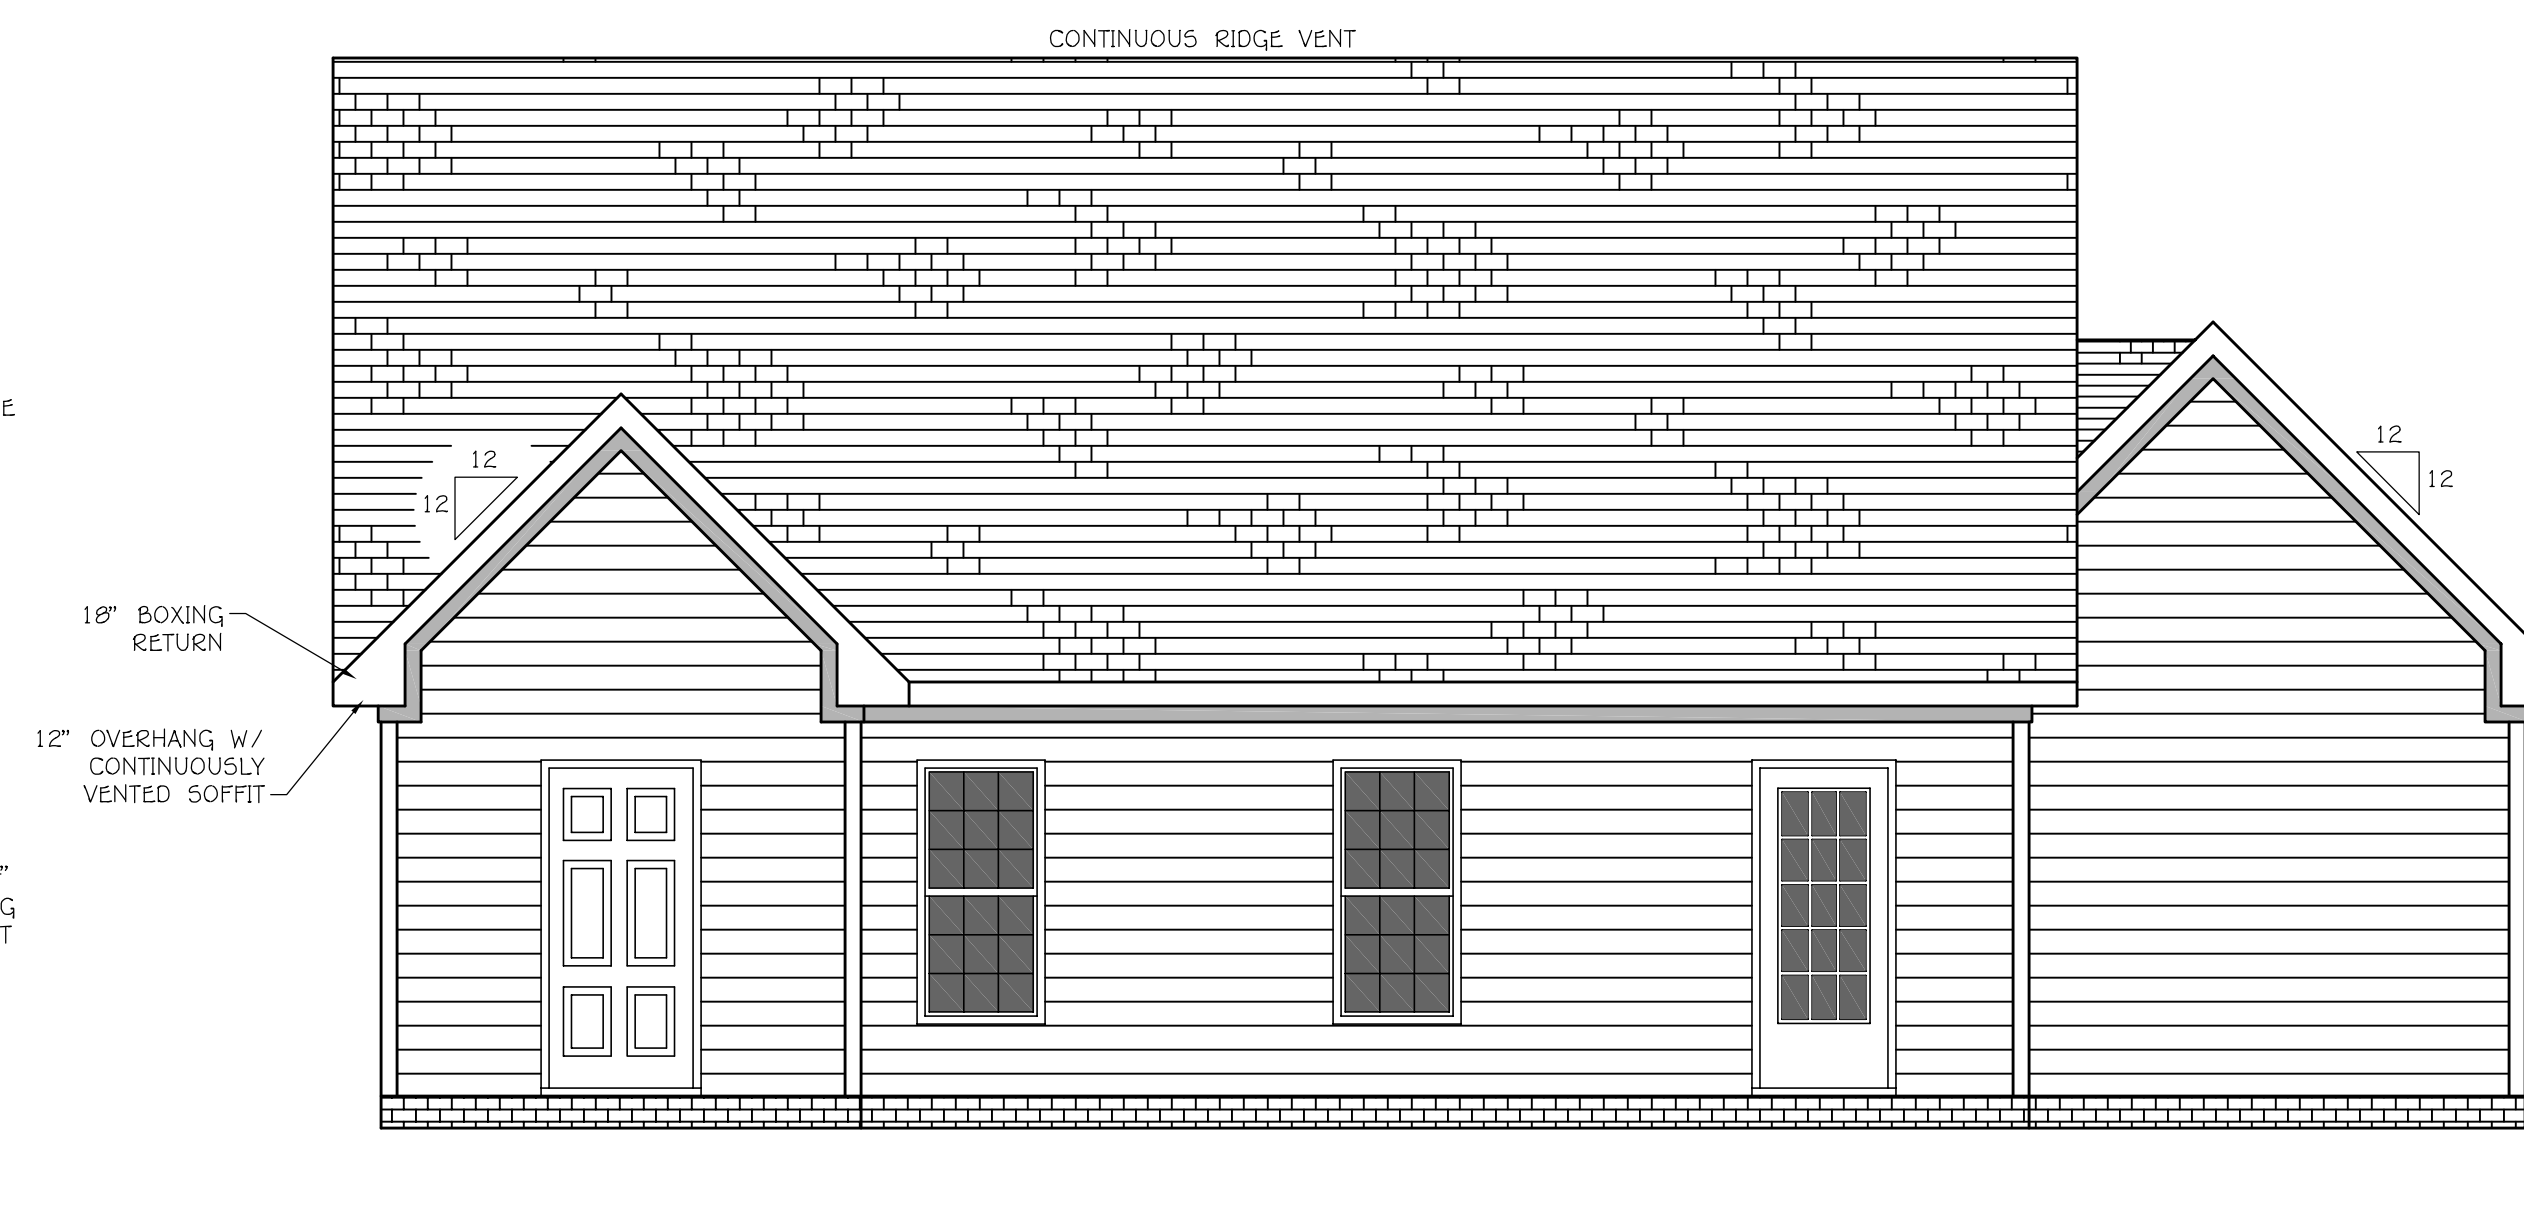 CONTINUOUS RIDGE VENT
E
12
12
12
12
18" BOXING
RETURN
12" OVERHANG W/
CONTINUOUSLY
VENTED SOFFIT
"
G
T